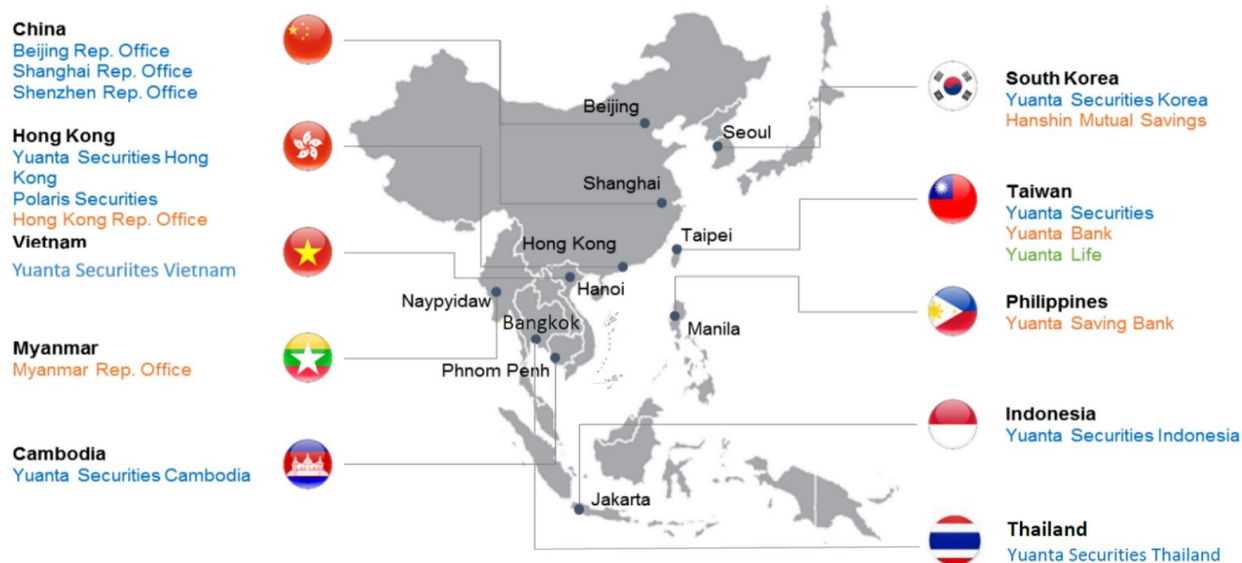 China
Beijing Rep. Office
Shanghai Rep. Office
Shenzhen Rep. Office
Hong Kong
Yuanta Securities Hong
Kong
Polaris Securities
Hong Kong Rep. Office
Vietnam
Yuanta Securiites Vietnam
Myanmar
Myanmar Rep. Office
Cambodia
Yuanta Securities Cambodia
Beijing
Seoul
Shanghai
Hong Kong
Taipei
Hanoi
Naypyidaw
Bangkok
Manila
Phnom Penh
Jakarta
South Korea
Yuanta Securities Korea
Hanshin Mutual Savings
Taiwan
Yuanta Securities
Yuanta Bank
Yuanta Life
Philippines
Yuanta Saving Bank
Indonesia
Yuanta Securities Indonesia
Thailand
Yuanta Securities Thailand